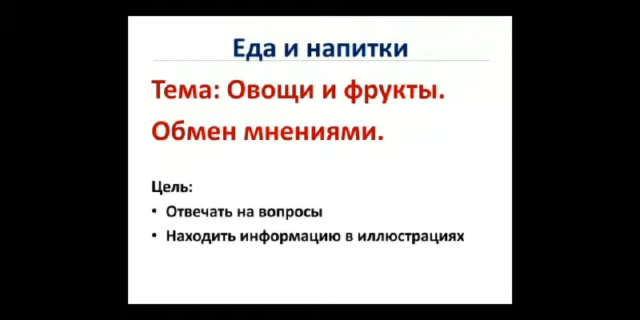 Еда и напитки
Тема: Овощи и фрукты.
Обмен мнениями.
Цель:
• Отвечать на вопросы
• Находить информацию в иллюстрациях